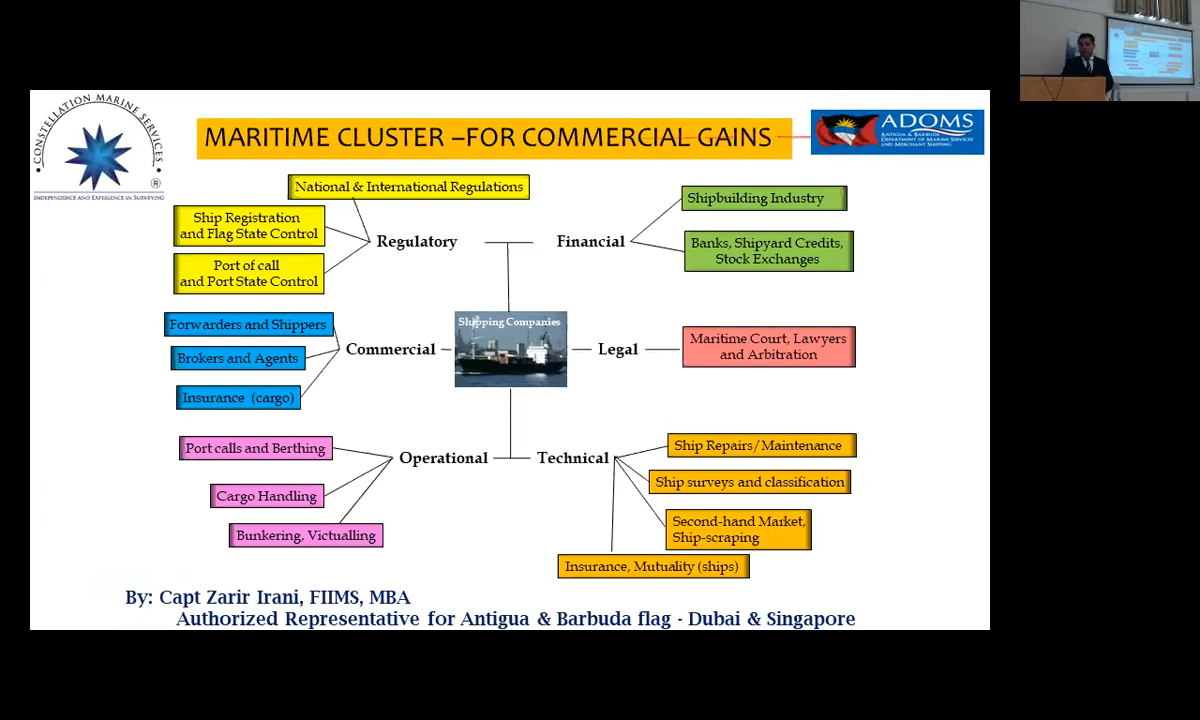 CONSTELLATION MARINE SERVICES
®
INDEPENDENCE AND EXPERIENCE IN SURVEYING
MARITIME CLUSTER –FOR COMMERCIAL GAINS
ADOMS
ANTIGUA & BARBUDA
DEPARTMENT OF MARINE SERVICES
AND MERCHANT SHIPPING
National & International Regulations
Ship Registration
and Flag State Control
Port of call
and Port State Control
Regulatory
Financial
Shipbuilding Industry
Banks, Shipyard Credits,
Stock Exchanges
Forwarders and Shippers
Brokers and Agents
Insurance (cargo)
Commercial
Shipping Companies
Legal
Maritime Court, Lawyers
and Arbitration
Port calls and Berthing
Cargo Handling
Bunkering, Victualling
Operational
Technical
Ship Repairs/Maintenance
Ship surveys and classification
Second-hand Market,
Ship-scraping
Insurance, Mutuality (ships)
By: Capt Zarir Irani, FIIMS, MBA
Authorized Representative for Antigua & Barbuda flag - Dubai & Singapore